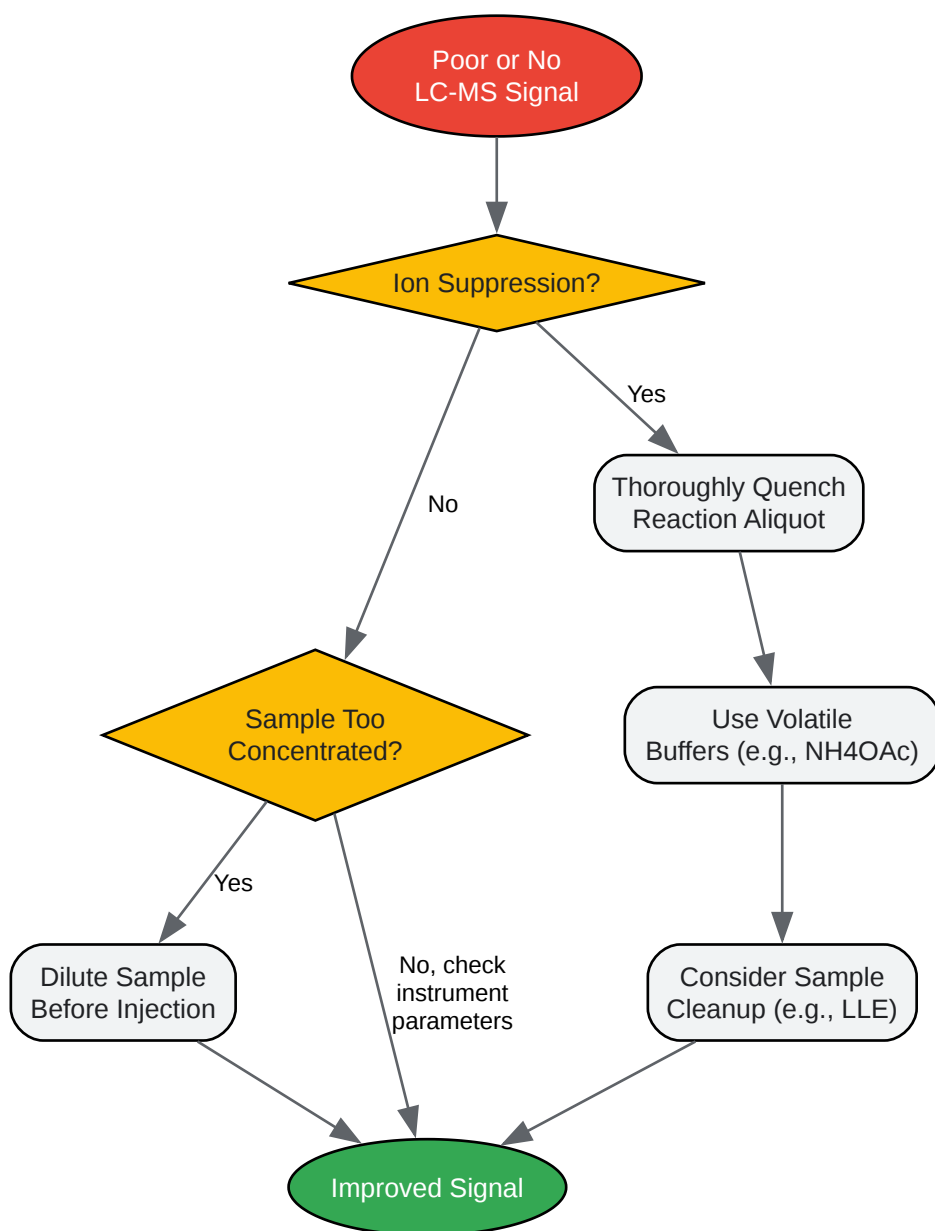 Poor or No
LC-MS Signal
Ion Suppression?
Yes
Thoroughly Quench
Reaction Aliquot
No
Sample Too
Concentrated?
Use Volatile
Buffers (e.g., NH4OAc)
Yes
No, check
instrument
parameters
Dilute Sample
Before Injection
Consider Sample
Cleanup (e.g., LLE)
Improved Signal